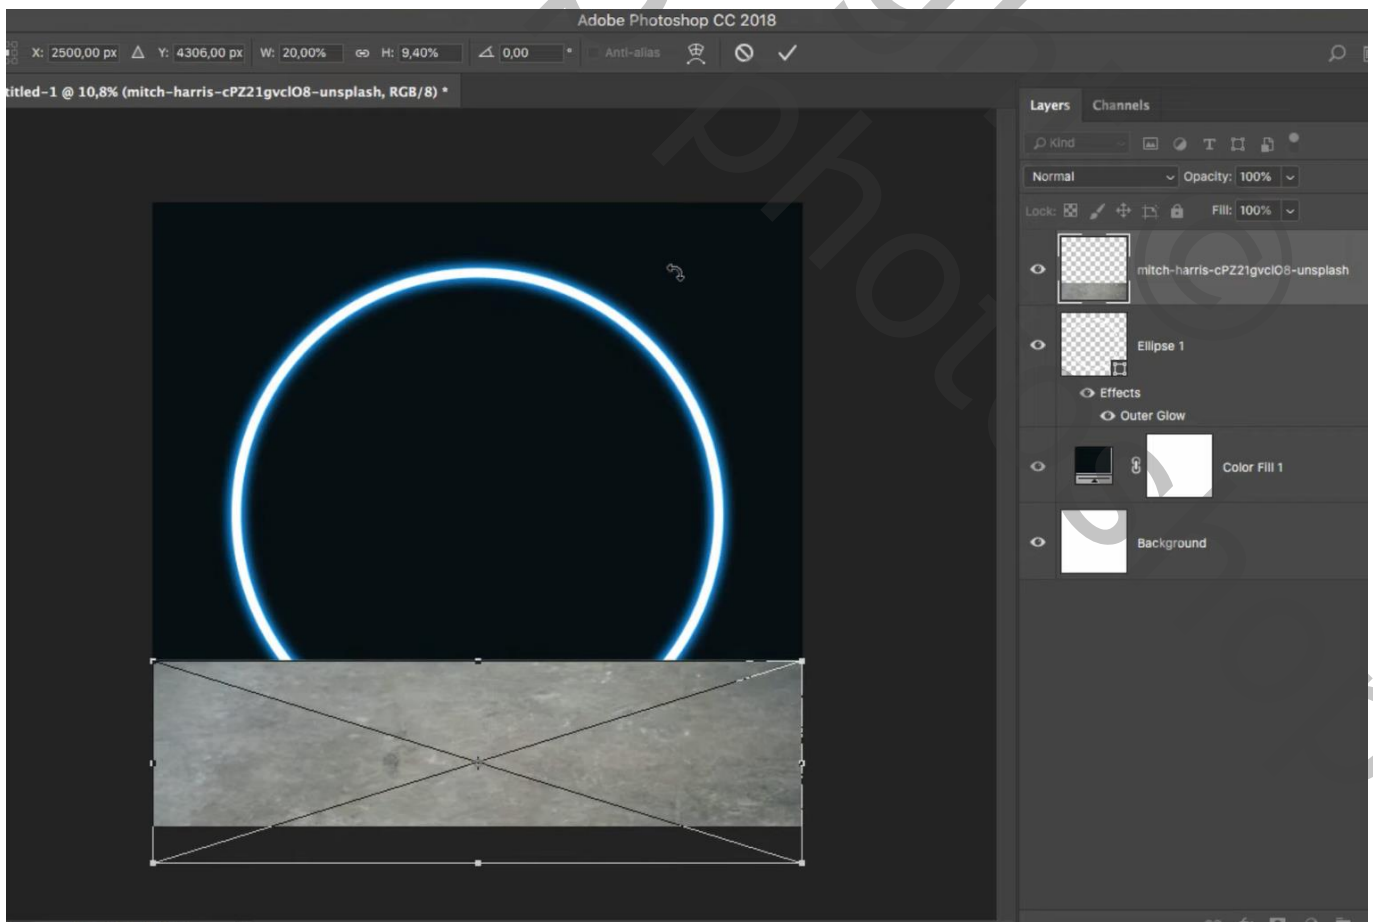 Adobe Photoshop CC 2018
X: 2500,00 px Y: 4306,00 px W: 20,00% H: 9,40% 0,00 ° Anti-alias
titled-1 @ 10,8% (mitch-harris-cPZ21gvclO8-unsplash, RGB/8) *
Layers Channels
Kind
Normal Opacity: 100%
Lock: Fill: 100%
mitch-harris-cPZ21gvclO8-unsplash
Ellipse 1
Effects
Outer Glow
Color Fill 1
Background
photo